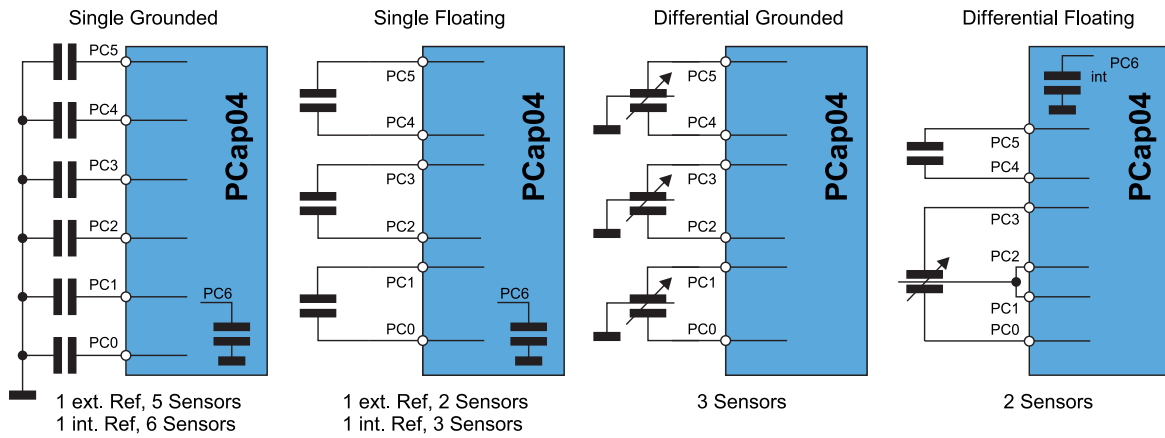 Single Grounded
PC5
PC4
PC3
PC2
PC1
PC0
PC6
PCap04
1 ext. Ref, 5 Sensors
1 int. Ref, 6 Sensors
Single Floating
PC5
PC4
PC3
PC2
PC1
PC0
PC6
PCap04
1 ext. Ref, 2 Sensors
1 int. Ref, 3 Sensors
Differential Grounded
PC5
PC4
PC3
PC2
PC1
PC0
PCap04
3 Sensors
Differential Floating
PC6
int
PC5
PC4
PC3
PC2
PC1
PC0
PCap04
2 Sensors